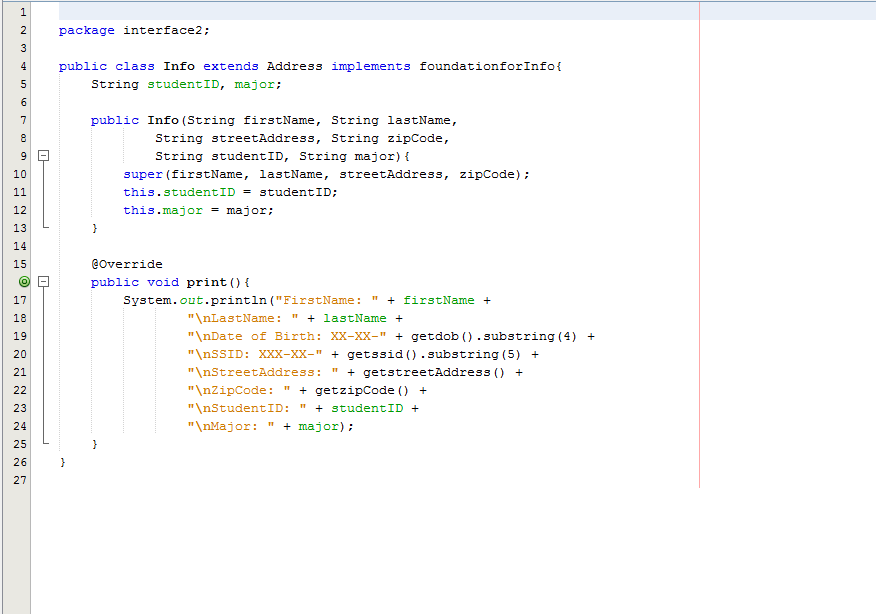 1
2 package interface2;
3
4 public class Info extends Address implements foundationforInfo{
5 String studentID, major;
6
7 public Info(String firstName, String lastName,
8 String streetAddress, String zipCode,
9 String studentID, String major){
10 super(firstName, lastName, streetAddress, zipCode);
11 this.studentID = studentID;
12 this.major = major;
13 }
14
15 @Override
public void print(){
17 System.out.println("FirstName: " + firstName +
18 "\nLastName: " + lastName +
19 "\nDate of Birth: XX-XX-" + getdob().substring(4) +
20 "\nSSID: XXX-XX-" + getssid().substring(5) +
21 "\nStreetAddress: " + getstreetAddress() +
22 "\nZipCode: " + getzipCode() +
23 "\nStudentID: " + studentID +
24 "\nMajor: " + major);
25 }
26 }
27